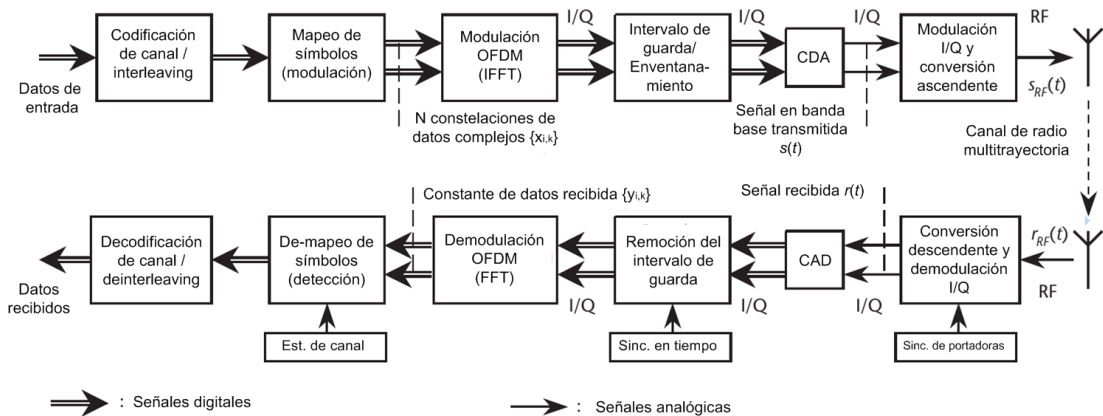 Datos de
entrada
Codificación
de canal /
interleaving
Mapeo de
símbolos
(modulación)
Modulación
OFDM
(IFFT)
I/Q
Intervalo de
guarda/
Enventana-
miento
I/Q
CDA
I/Q
Modulación
I/Q y
conversión
ascendente
RF
s_RF(t)
N constelaciones de
datos complejos {x_i,k}
Señal en banda
base transmitida
s(t)
Canal de radio
multitrayectoria
Constante de datos recibida {y_i,k}
Señal recibida r(t)
r_RF(t)
RF
Conversión
descendente y
demodulación
I/Q
I/Q
CAD
I/Q
Remoción del
intervalo de
guarda
I/Q
Demodulación
OFDM
(FFT)
De-mapeo de
símbolos
(detección)
Decodificación
de canal /
deinterleaving
Datos
recibidos
Est. de canal
Sinc. en tiempo
Sinc. de portadoras
: Señales digitales
: Señales analógicas